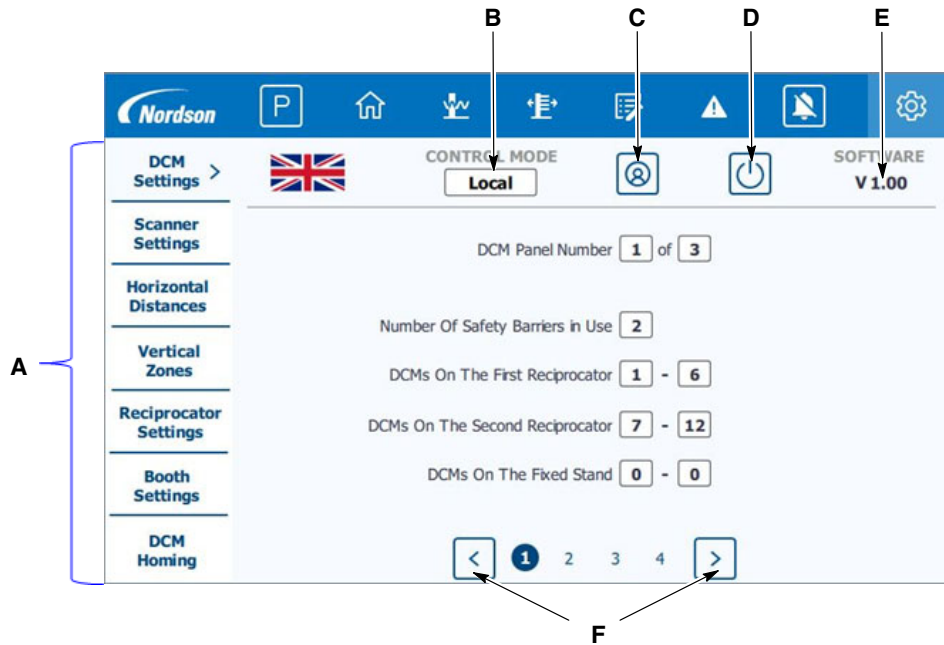 B C D E
Nordson P
DCM
Settings >
CONTROL MODE
Local
SOFTWARE
V 1.00
Scanner
Settings
DCM Panel Number 1 of 3
Horizontal
Distances
Number Of Safety Barriers in Use 2
A
Vertical
Zones
DCMs On The First Reciprocator 1 - 6
Reciprocator
Settings
DCMs On The Second Reciprocator 7 - 12
Booth
Settings
DCMs On The Fixed Stand 0 - 0
DCM
Homing
< 1 2 3 4 >
F